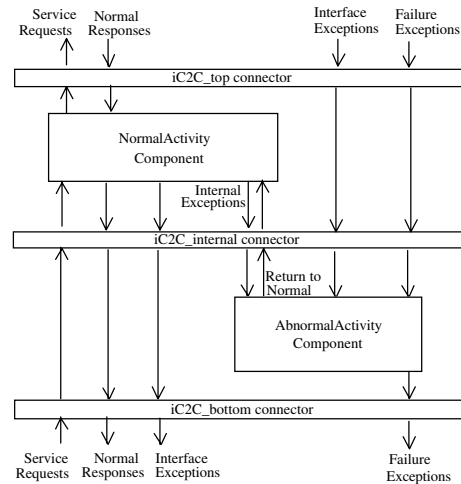 Service Requests
Normal Responses
Interface Exceptions
Failure Exceptions
iC2C_top connector
NormalActivity
Component
Internal
Exceptions
iC2C_internal connector
Return to
Normal
AbnormalActivity
Component
iC2C_bottom connector
Service Requests
Normal Responses
Interface Exceptions
Failure Exceptions